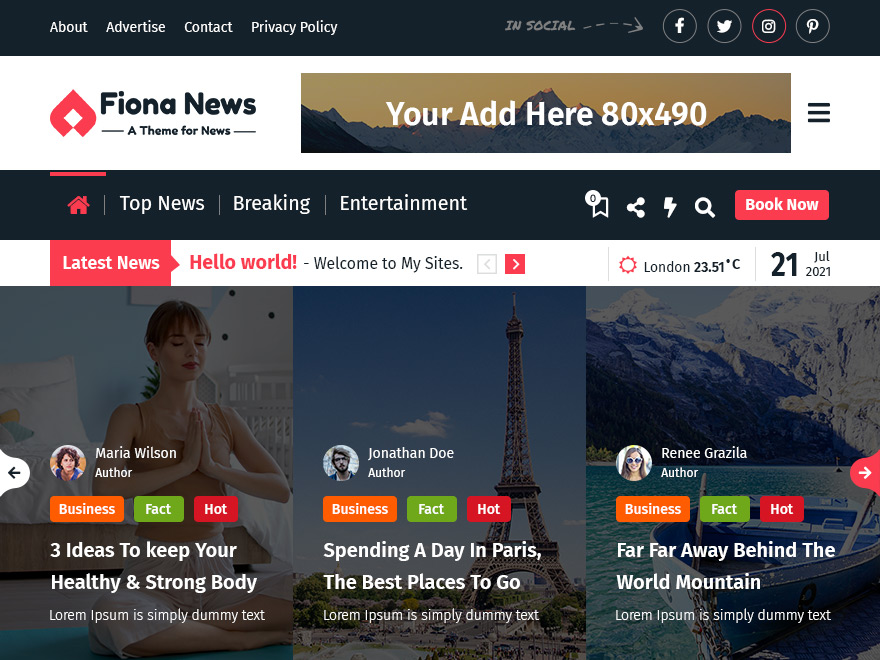 About Advertise Contact Privacy Policy
IN SOCIAL
Fiona News
A Theme for News
Your Add Here 80x490
Top News Breaking Entertainment
0
Book Now
Latest News
Hello world! - Welcome to My Sites.
London 23.51°C
21 Jul
2021
Maria Wilson
Author
Business Fact Hot
3 Ideas To keep Your
Healthy & Strong Body
Lorem Ipsum is simply dummy text
Jonathan Doe
Author
Business Fact Hot
Spending A Day In Paris,
The Best Places To Go
Lorem Ipsum is simply dummy text
Renee Grazila
Author
Business Fact Hot
Far Far Away Behind The
World Mountain
Lorem Ipsum is simply dummy text